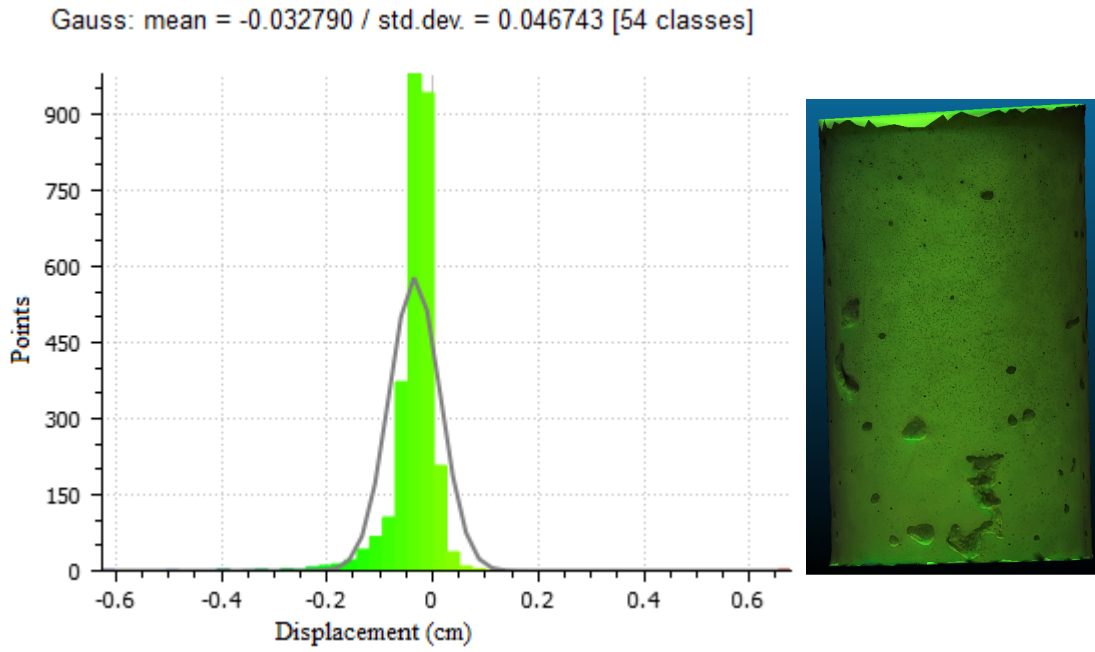 Gauss: mean = -0.032790 / std.dev. = 0.046743 [54 classes]
900
750
600
450
300
150
0
Points
-0.6 -0.4 -0.2 0 0.2 0.4 0.6
Displacement (cm)